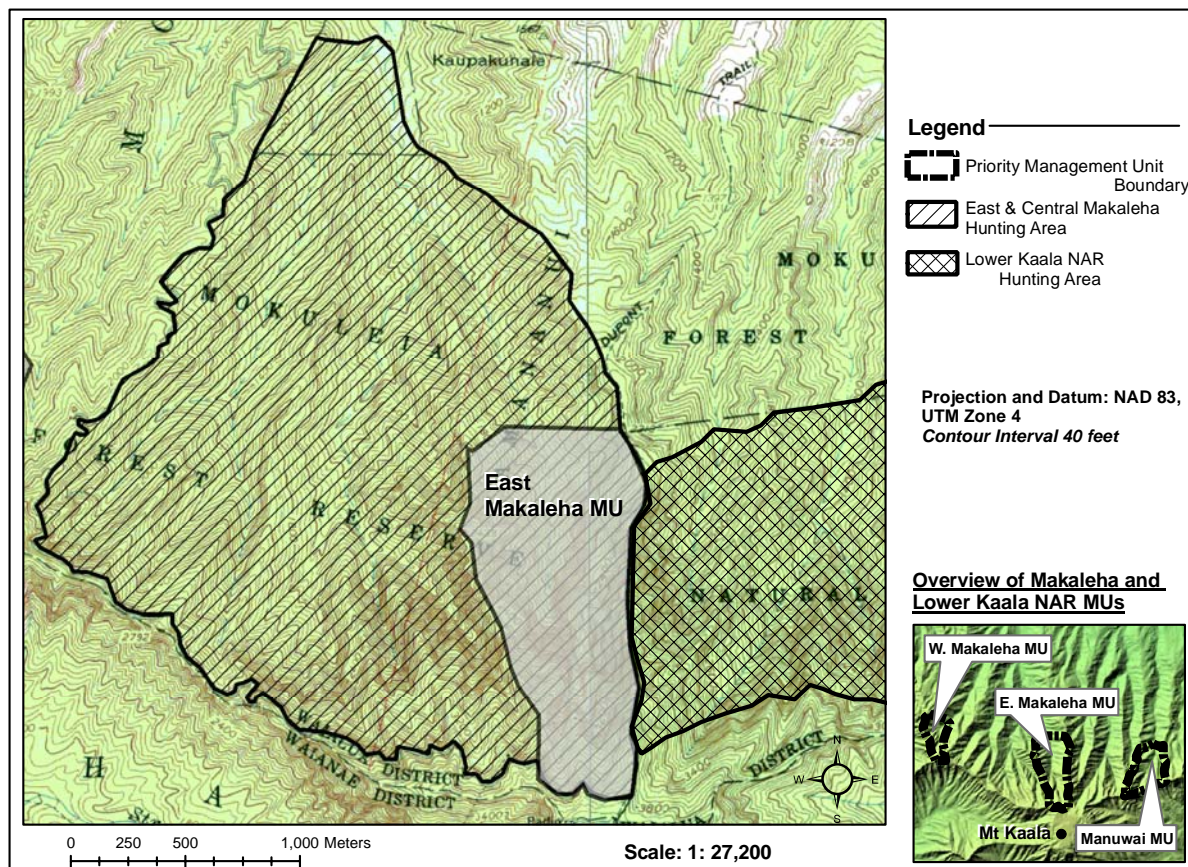 Kaupakuhale
TRAIL
MOKULEIA
MOKU
DUPONT
FOREST
East
Makaleha MU
RESERVE
NATURAL
2792
WAIALUA DISTRICT
WAIANAE DISTRICT
DISTRICT
H A
N
W E
S
0 250 500 1,000 Meters
Scale: 1: 27,200
Legend
Priority Management Unit
Boundary
East & Central Makaleha
Hunting Area
Lower Kaala NAR
Hunting Area
Projection and Datum: NAD 83,
UTM Zone 4
Contour Interval 40 feet
Overview of Makaleha and
Lower Kaala NAR MUs
W. Makaleha MU
E. Makaleha MU
Mt Kaala
Manuwai MU